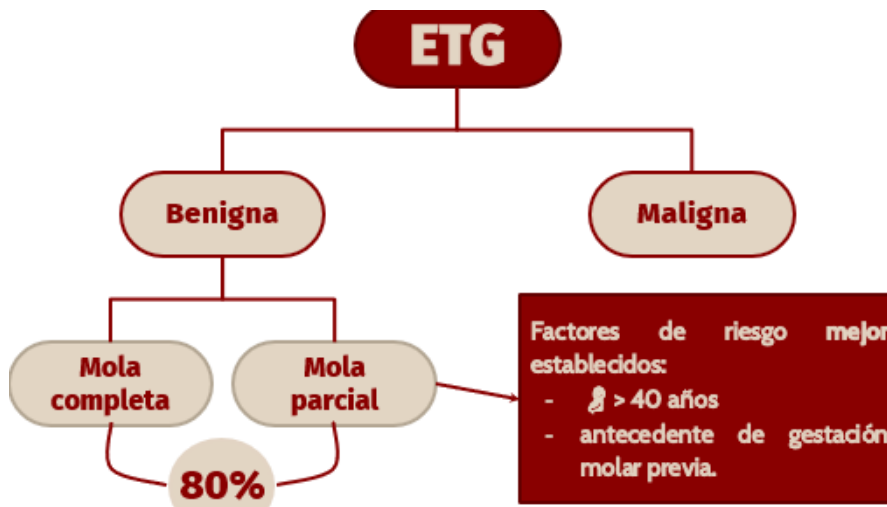 ETG
Benigna
Maligna
Mola
completa
Mola
parcial
80%
Factores de riesgo mejor
establecidos:
- > 40 años
- antecedente de gestación
molar previa.